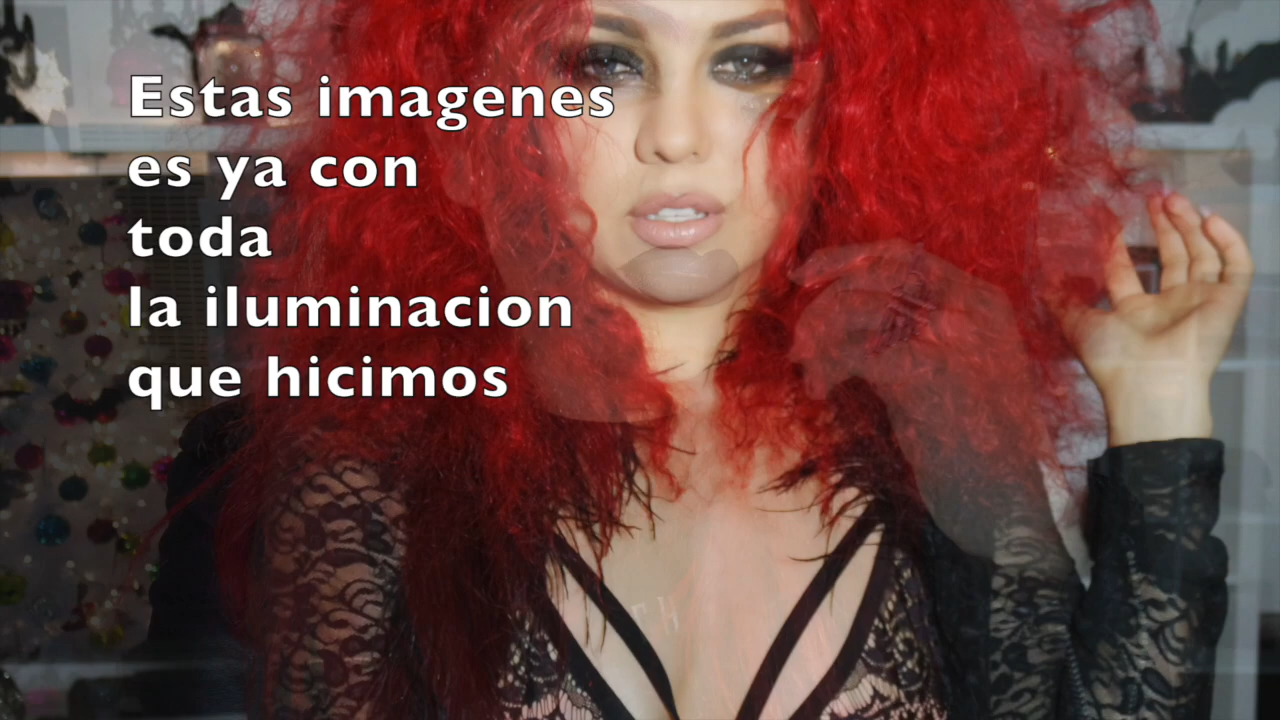 Estas imagenes
es ya con
toda
la iluminacion
que hicimos